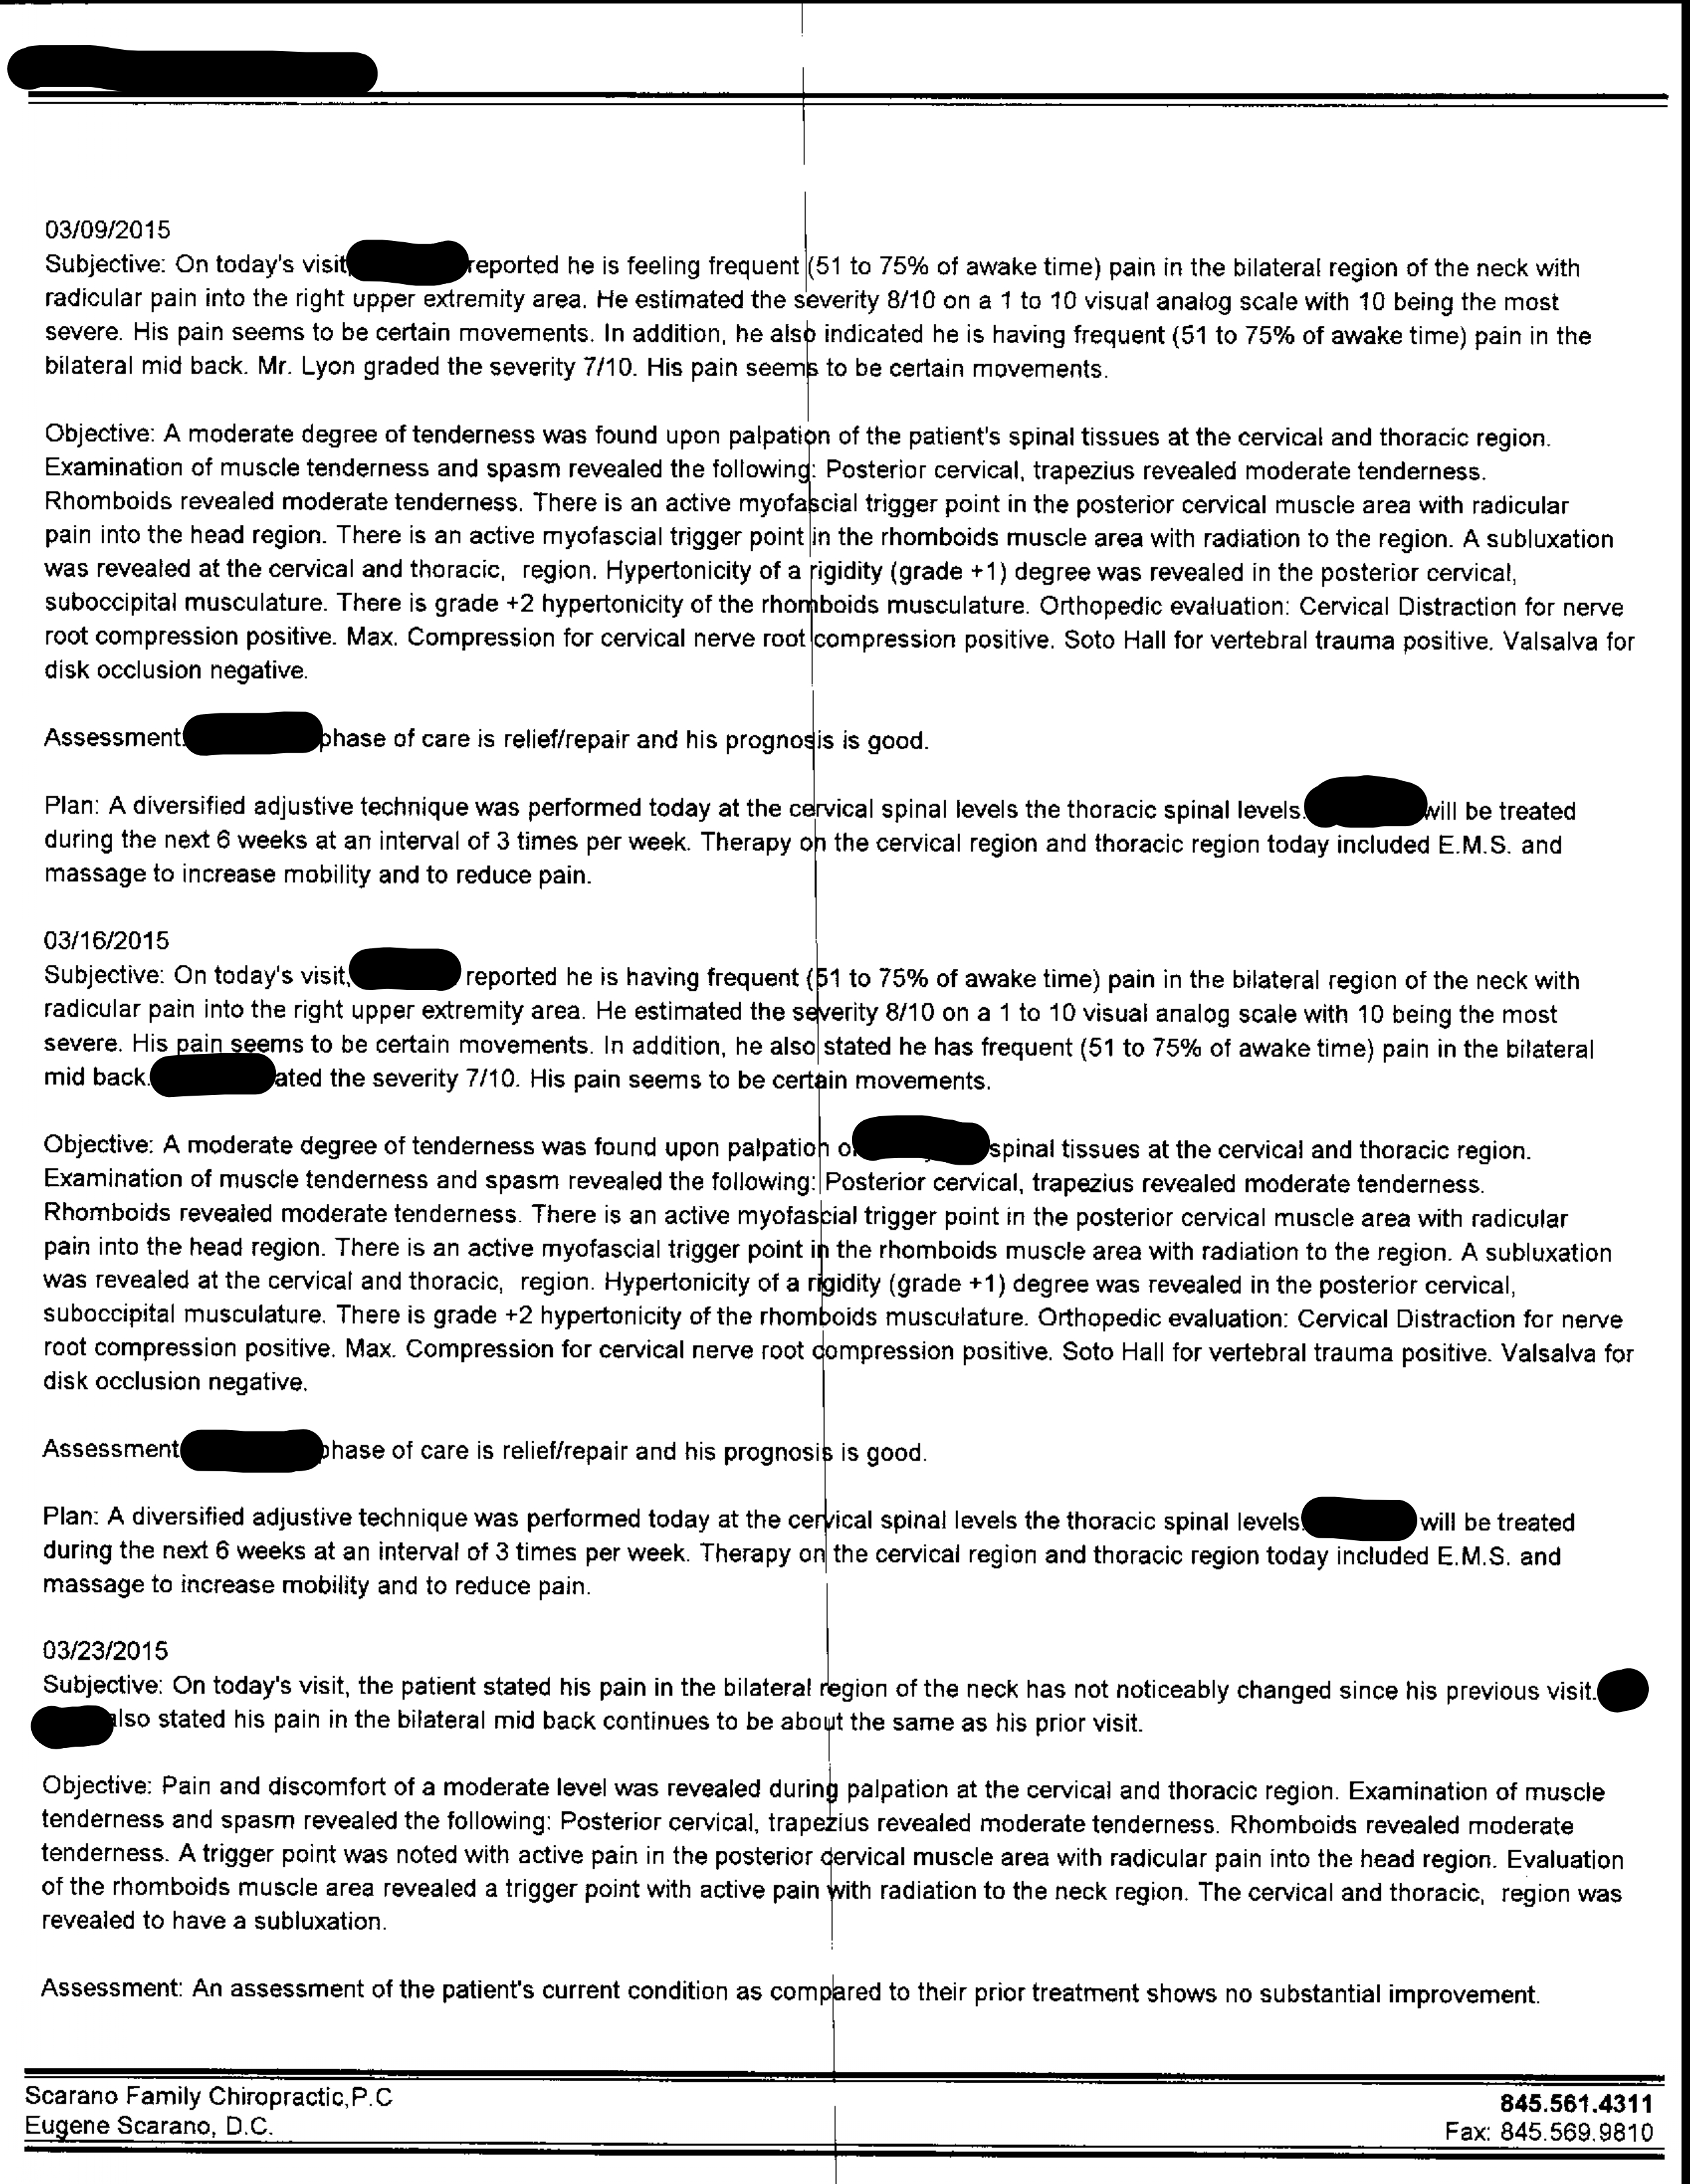 03/09/2015
Subjective: On today's visit reported he is feeling frequent (51 to 75% of awake time) pain in the bilateral region of the neck with
radicular pain into the right upper extremity area. He estimated the severity 8/10 on a 1 to 10 visual analog scale with 10 being the most
severe. His pain seems to be certain movements. In addition, he also indicated he is having frequent (51 to 75% of awake time) pain in the
bilateral mid back. Mr. Lyon graded the severity 7/10. His pain seems to be certain movements.
Objective: A moderate degree of tenderness was found upon palpation of the patient's spinal tissues at the cervical and thoracic region.
Examination of muscle tenderness and spasm revealed the following: Posterior cervical, trapezius revealed moderate tenderness.
Rhomboids revealed moderate tenderness. There is an active myofascial trigger point in the posterior cervical muscle area with radicular
pain into the head region. There is an active myofascial trigger point in the rhomboids muscle area with radiation to the region. A subluxation
was revealed at the cervical and thoracic, region. Hypertonicity of a rigidity (grade +1) degree was revealed in the posterior cervical,
suboccipital musculature. There is grade +2 hypertonicity of the rhomboids musculature. Orthopedic evaluation: Cervical Distraction for nerve
root compression positive. Max. Compression for cervical nerve root compression positive. Soto Hall for vertebral trauma positive. Valsalva for
disk occlusion negative.
Assessment: phase of care is relief/repair and his prognosis is good.
Plan: A diversified adjustive technique was performed today at the cervical spinal levels the thoracic spinal levels. will be treated
during the next 6 weeks at an interval of 3 times per week. Therapy on the cervical region and thoracic region today included E.M.S. and
massage to increase mobility and to reduce pain.
03/16/2015
Subjective: On today's visit, reported he is having frequent (51 to 75% of awake time) pain in the bilateral region of the neck with
radicular pain into the right upper extremity area. He estimated the severity 8/10 on a 1 to 10 visual analog scale with 10 being the most
severe. His pain seems to be certain movements. In addition, he also stated he has frequent (51 to 75% of awake time) pain in the bilateral
mid back. the severity 7/10. His pain seems to be certain movements.
Objective: A moderate degree of tenderness was found upon palpation spinal tissues at the cervical and thoracic region.
Examination of muscle tenderness and spasm revealed the following: Posterior cervical, trapezius revealed moderate tenderness.
Rhomboids revealed moderate tenderness. There is an active myofascial trigger point in the posterior cervical muscle area with radicular
pain into the head region. There is an active myofascial trigger point in the rhomboids muscle area with radiation to the region. A subluxation
was revealed at the cervical and thoracic, region. Hypertonicity of a rigidity (grade +1) degree was revealed in the posterior cervical,
suboccipital musculature. There is grade +2 hypertonicity of the rhomboids musculature. Orthopedic evaluation: Cervical Distraction for nerve
root compression positive. Max. Compression for cervical nerve root compression positive. Soto Hall for vertebral trauma positive. Valsalva for
disk occlusion negative.
Assessment phase of care is relief/repair and his prognosis is good.
Plan: A diversified adjustive technique was performed today at the cervical spinal levels the thoracic spinal levels. will be treated
during the next 6 weeks at an interval of 3 times per week. Therapy on the cervical region and thoracic region today included E.M.S. and
massage to increase mobility and to reduce pain.
03/23/2015
Subjective: On today's visit, the patient stated his pain in the bilateral region of the neck has not noticeably changed since his previous visit.
also stated his pain in the bilateral mid back continues to be about the same as his prior visit.
Objective: Pain and discomfort of a moderate level was revealed during palpation at the cervical and thoracic region. Examination of muscle
tenderness and spasm revealed the following: Posterior cervical, trapezius revealed moderate tenderness. Rhomboids revealed moderate
tenderness. A trigger point was noted with active pain in the posterior cervical muscle area with radicular pain into the head region. Evaluation
of the rhomboids muscle area revealed a trigger point with active pain with radiation to the neck region. The cervical and thoracic, region was
revealed to have a subluxation.
Assessment: An assessment of the patient's current condition as compared to their prior treatment shows no substantial improvement.
Scarano Family Chiropractic,P.C
845.561.4311
Eugene Scarano, D.C.
Fax: 845.569.9810